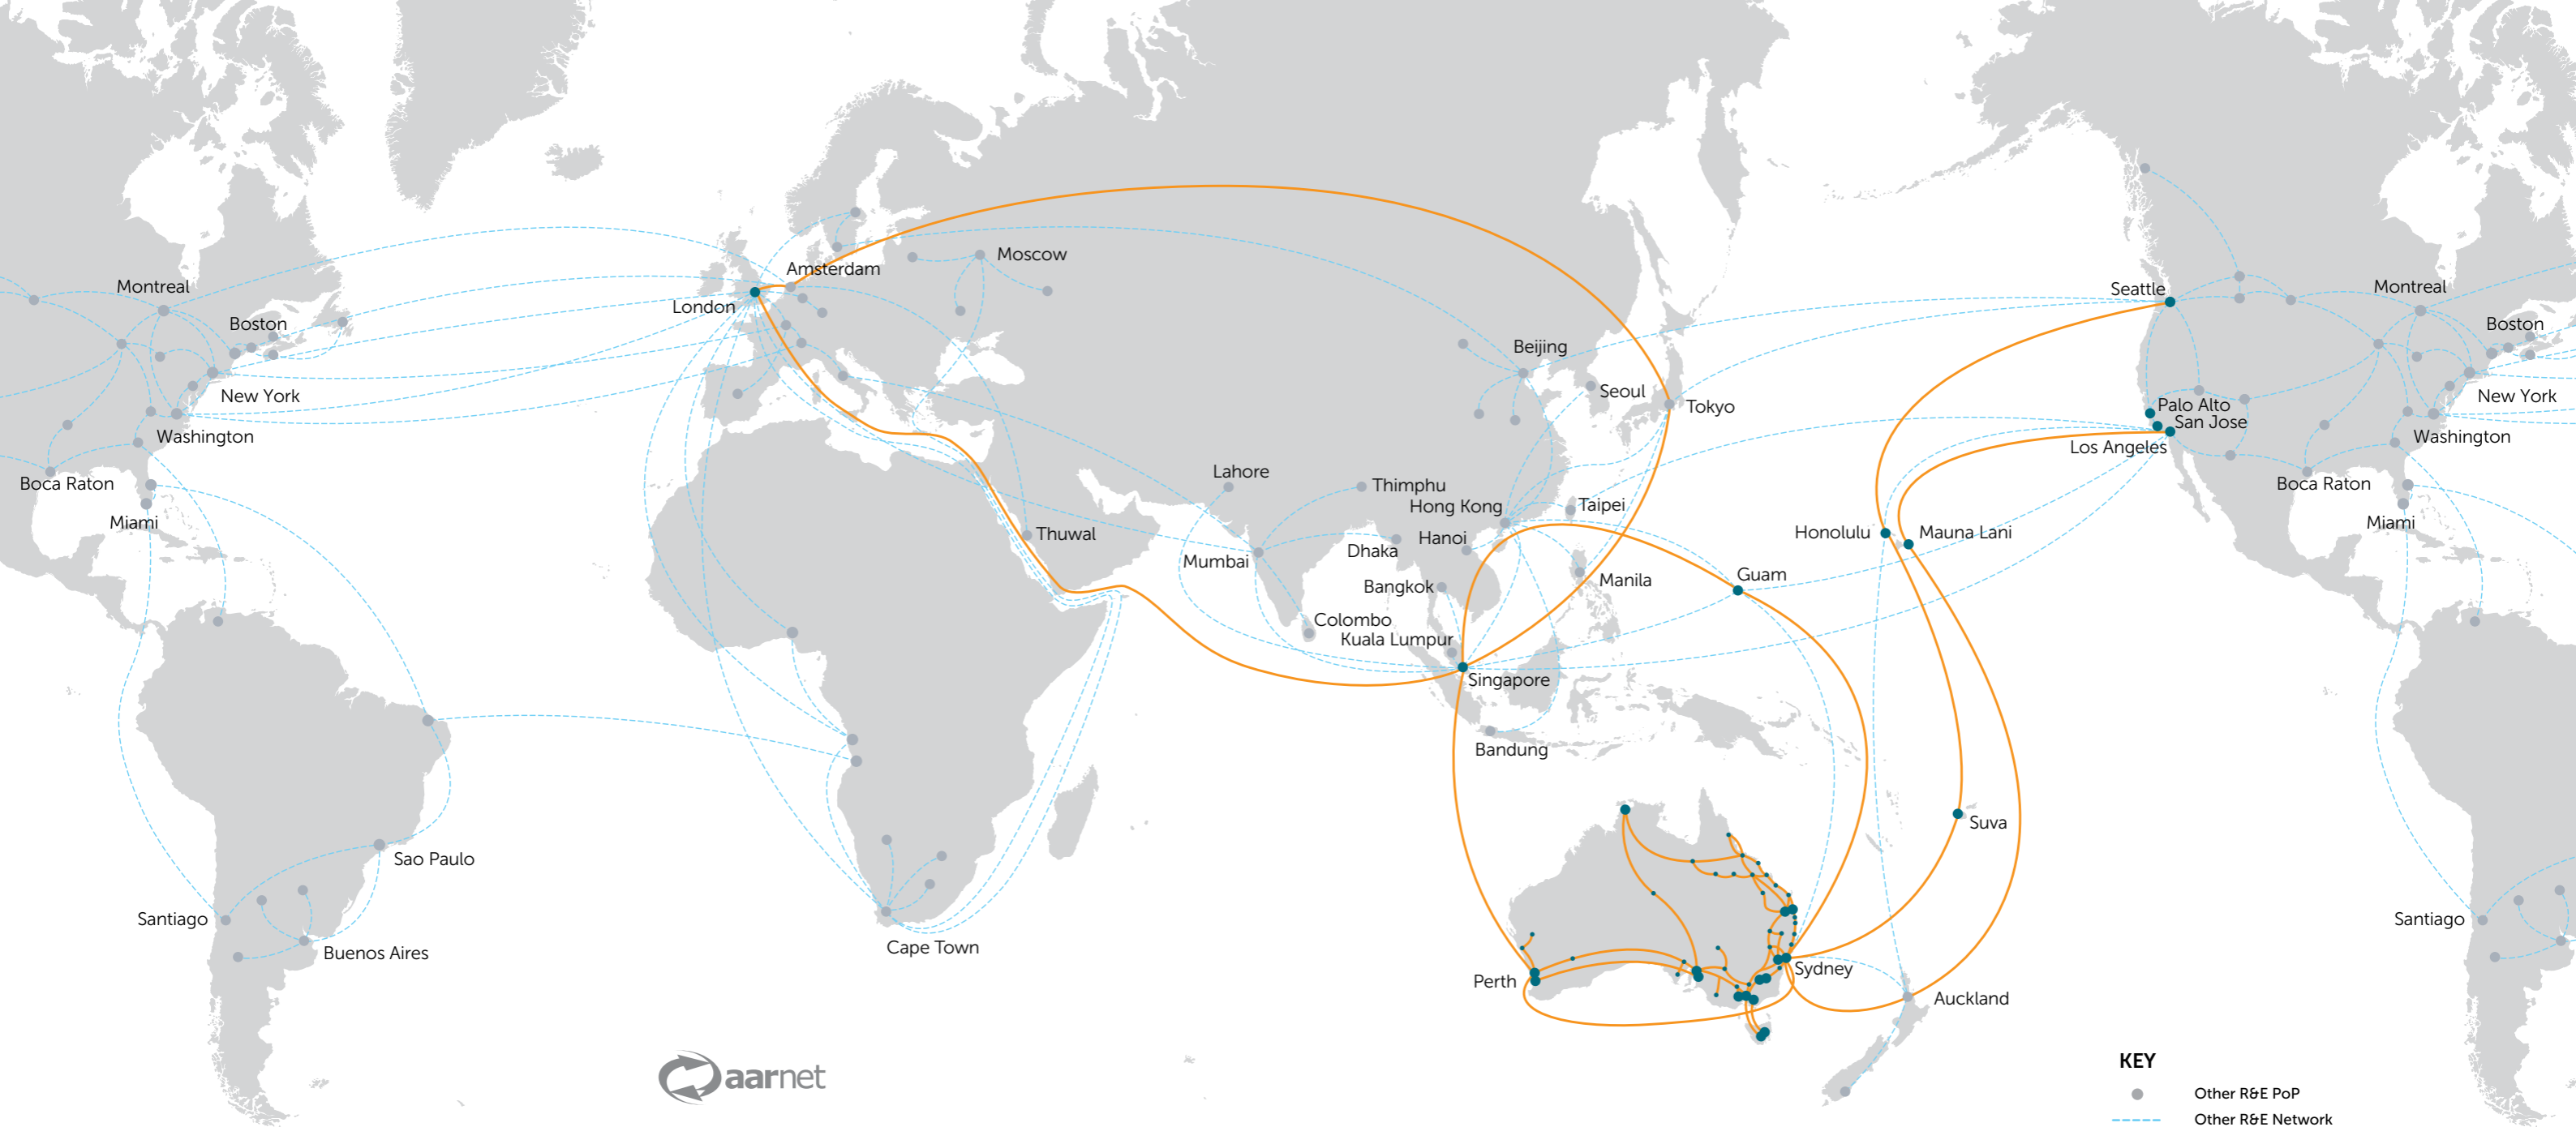 Montreal
Boston
New York
Washington
Boca Raton
Miami
Sao Paulo
Santiago
Buenos Aires
London
Amsterdam
Moscow
Thuwal
Cape Town
Lahore
Thimphu
Mumbai
Dhaka
Hanoi
Hong Kong
Bangkok
Colombo
Kuala Lumpur
Singapore
Bandung
Beijing
Seoul
Tokyo
Taipei
Manila
Guam
Perth
Sydney
Auckland
Suva
Honolulu
Mauna Lani
Seattle
Palo Alto
San Jose
Los Angeles
Montreal
Boston
New York
Washington
Boca Raton
Miami
Santiago
aarnet
KEY
Other R&E PoP
Other R&E Network